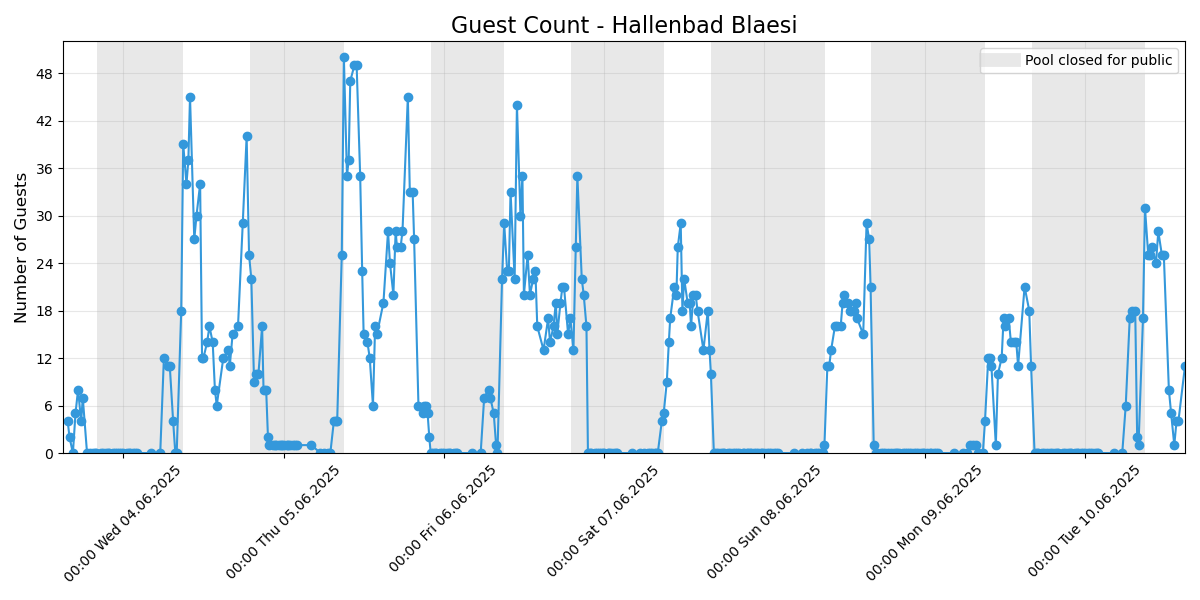 Guest Count - Hallenbad Blaesi
Pool closed for public
Number of Guests
48
42
36
30
24
18
12
6
0
00:00 Wed 04.06.2025
00:00 Thu 05.06.2025
00:00 Fri 06.06.2025
00:00 Sat 07.06.2025
00:00 Sun 08.06.2025
00:00 Mon 09.06.2025
00:00 Tue 10.06.2025